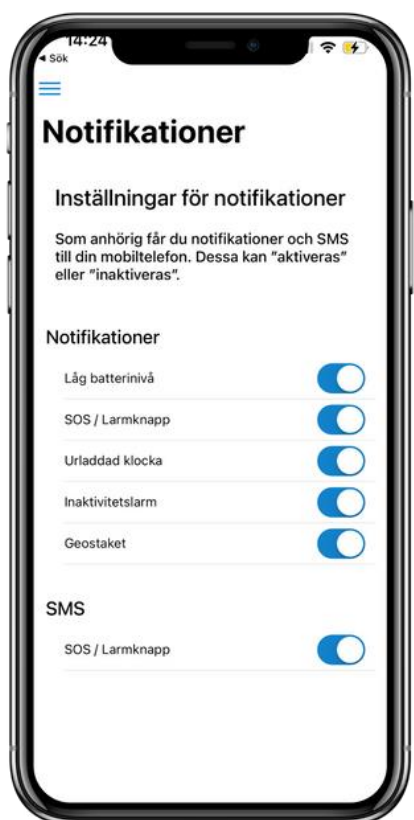 14:24
◂ Sök
Notifikationer
Inställningar för notifikationer
Som anhörig får du notifikationer och SMS
till din mobiltelefon. Dessa kan "aktiveras"
eller "inaktiveras".
Notifikationer
Låg batterinivå
SOS / Larmknapp
Urladdad klocka
Inaktivitetslarm
Geostaket
SMS
SOS / Larmknapp